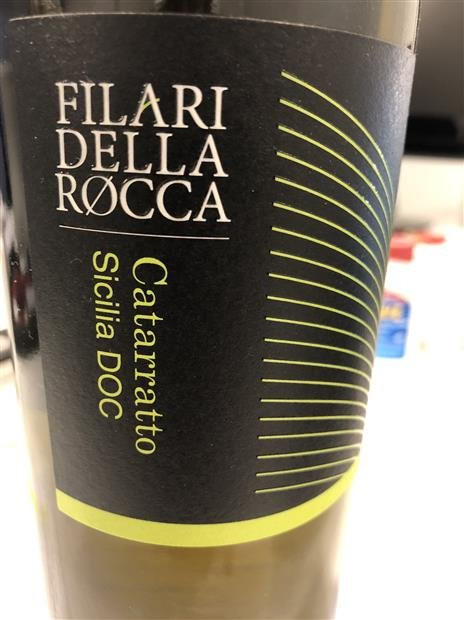 FILARI
DELLA
RØCCA
Catarratto
Sicilia DOC